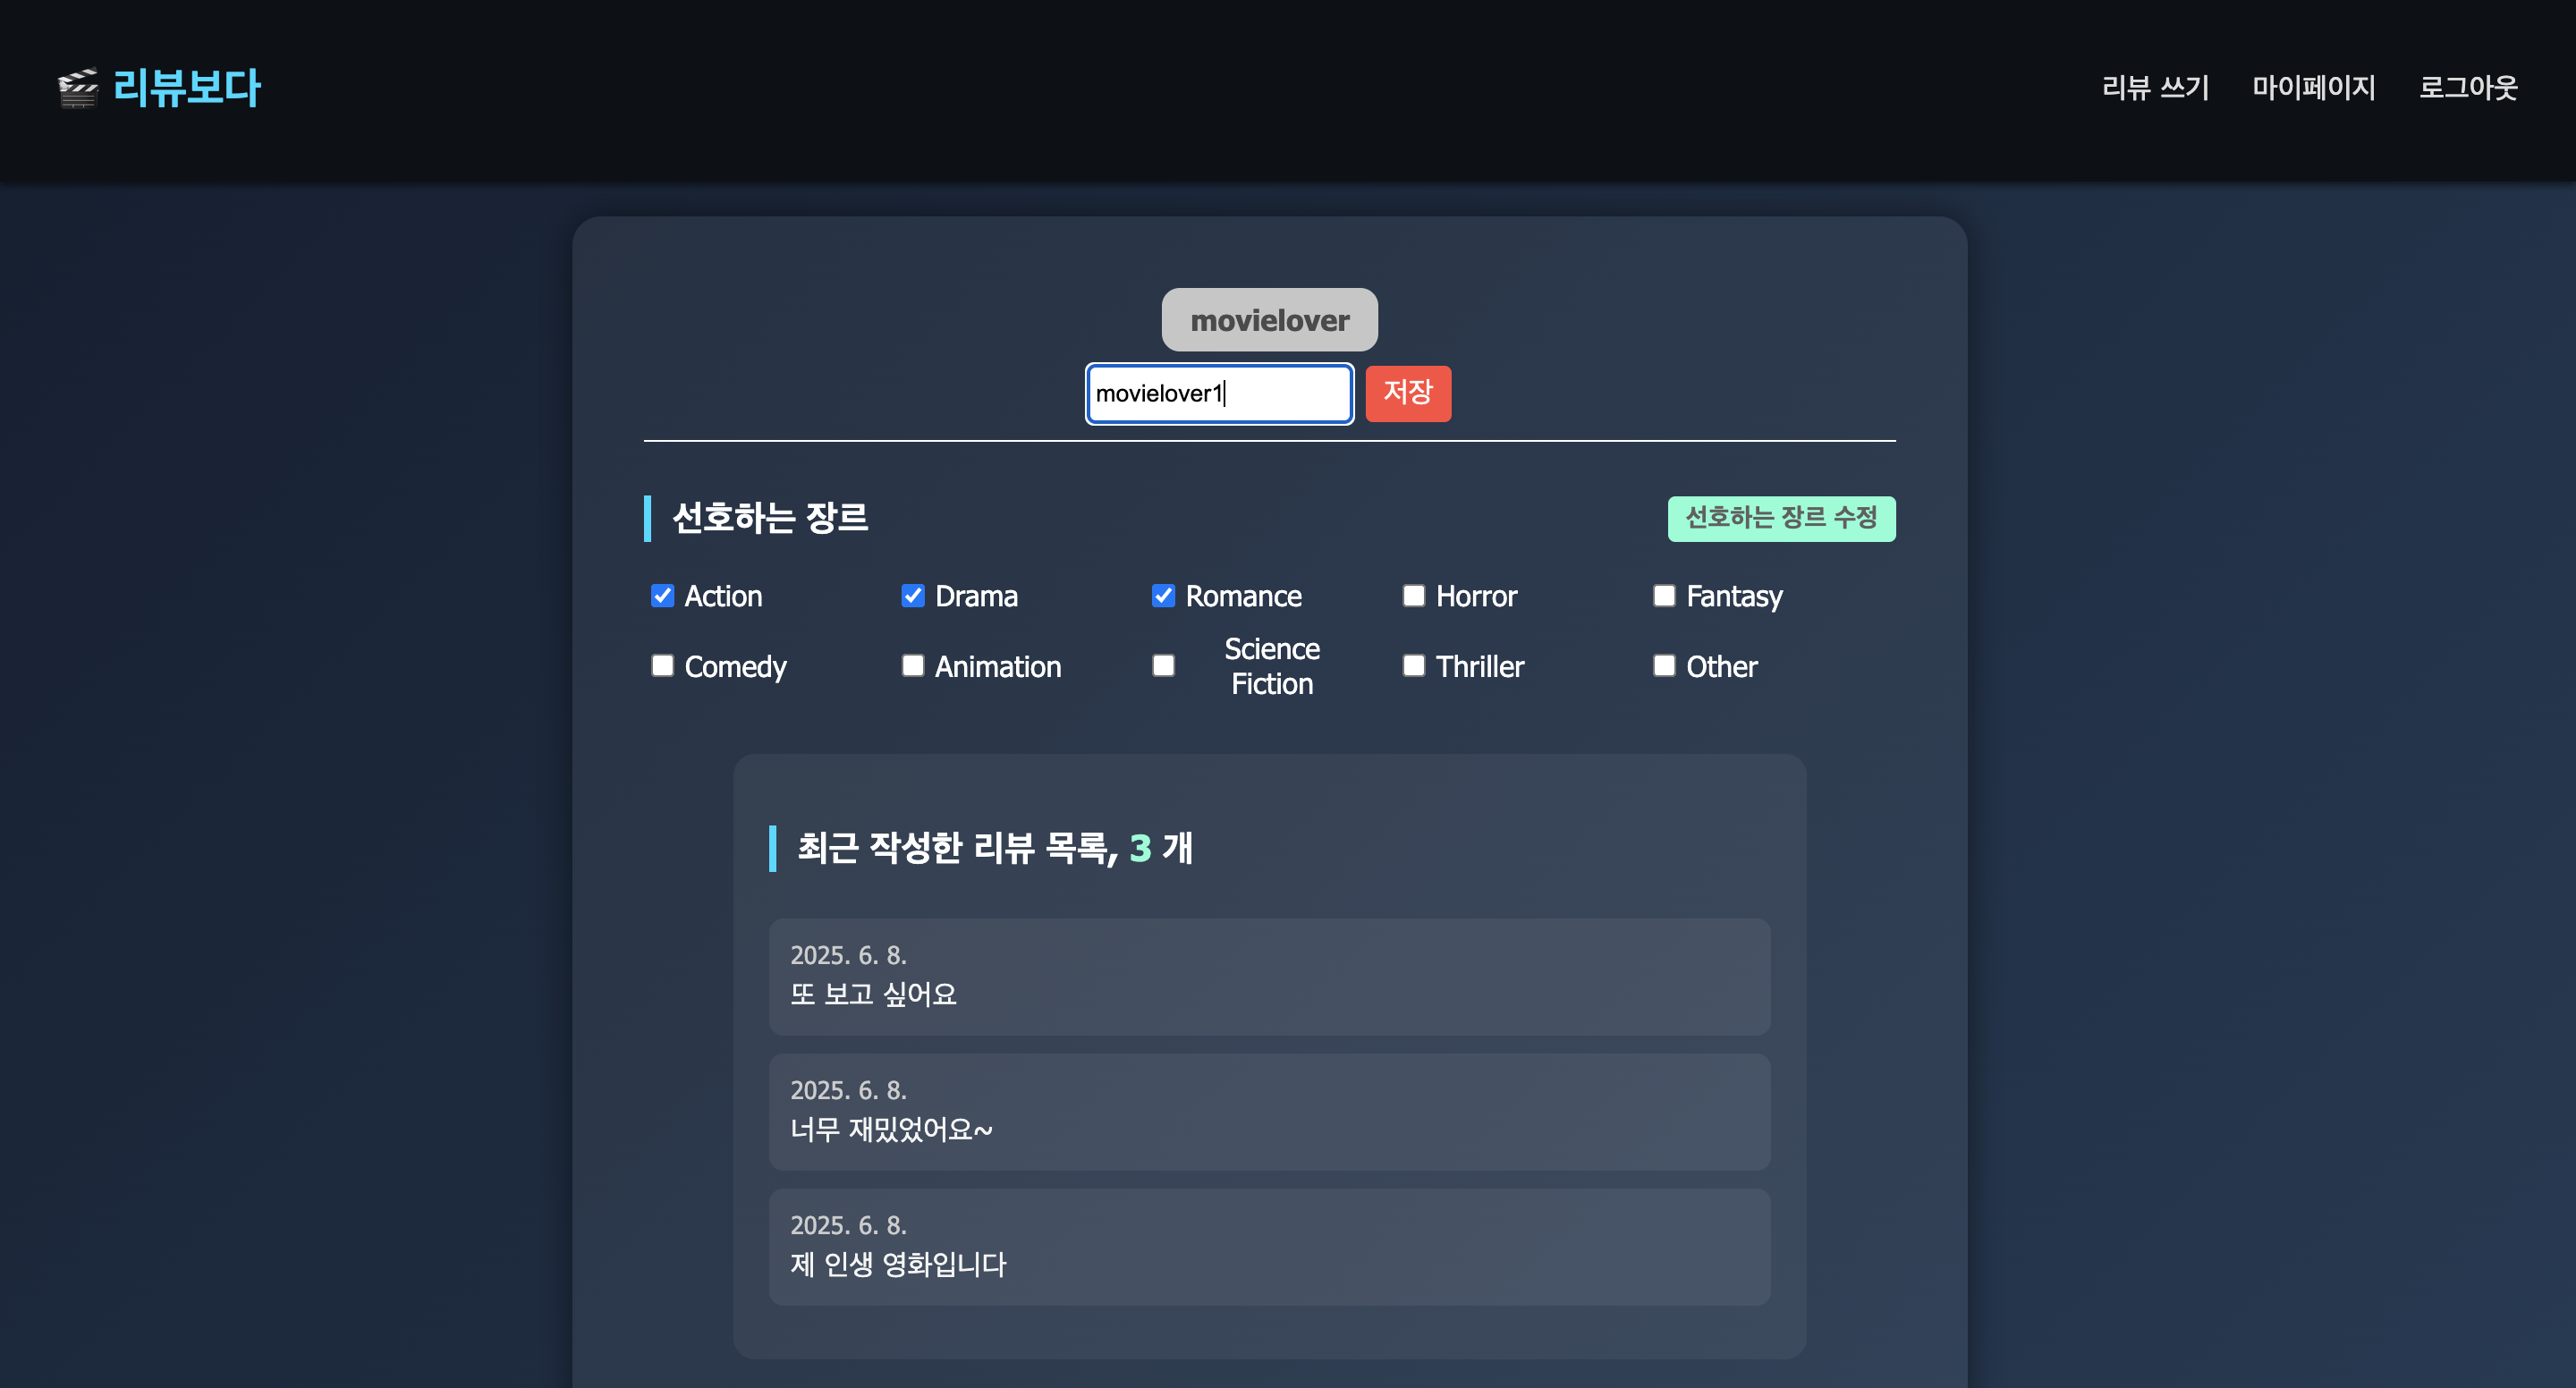 리뷰보다
리뷰 쓰기 마이페이지 로그아웃
movielover
movielover1 저장
선호하는 장르 선호하는 장르 수정
Action Drama Romance Horror Fantasy
Comedy Animation Science Fiction Thriller Other
최근 작성한 리뷰 목록, 3 개
2025. 6. 8.
또 보고 싶어요
2025. 6. 8.
너무 재밌었어요~
2025. 6. 8.
제 인생 영화입니다